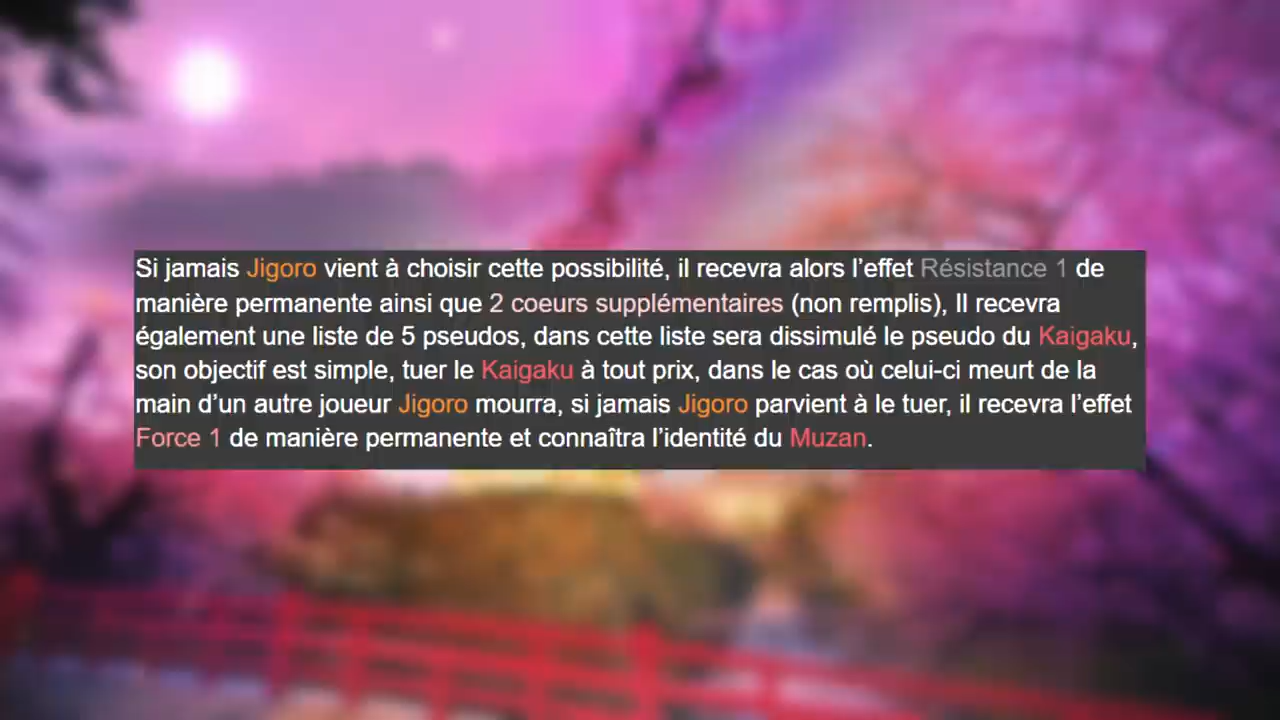 Si jamais Jigoro vient à choisir cette possibilité, il recevra alors l’effet Résistance 1 de
manière permanente ainsi que 2 coeurs supplémentaires (non remplis), Il recevra
également une liste de 5 pseudos, dans cette liste sera dissimulé le pseudo du Kaigaku,
son objectif est simple, tuer le Kaigaku à tout prix, dans le cas où celui-ci meurt de la
main d’un autre joueur Jigoro mourra, si jamais Jigoro parvient à le tuer, il recevra l’effet
Force 1 de manière permanente et connaîtra l’identité du Muzan.